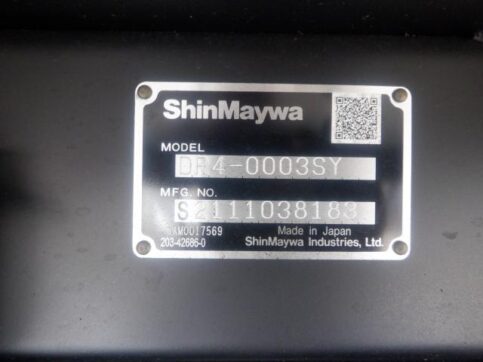 ShinMaywa
MODEL
DR4-0003SY
MFG. NO.
S2111038183
Made in Japan
203-42686-0
ShinMaywa Industries, Ltd.